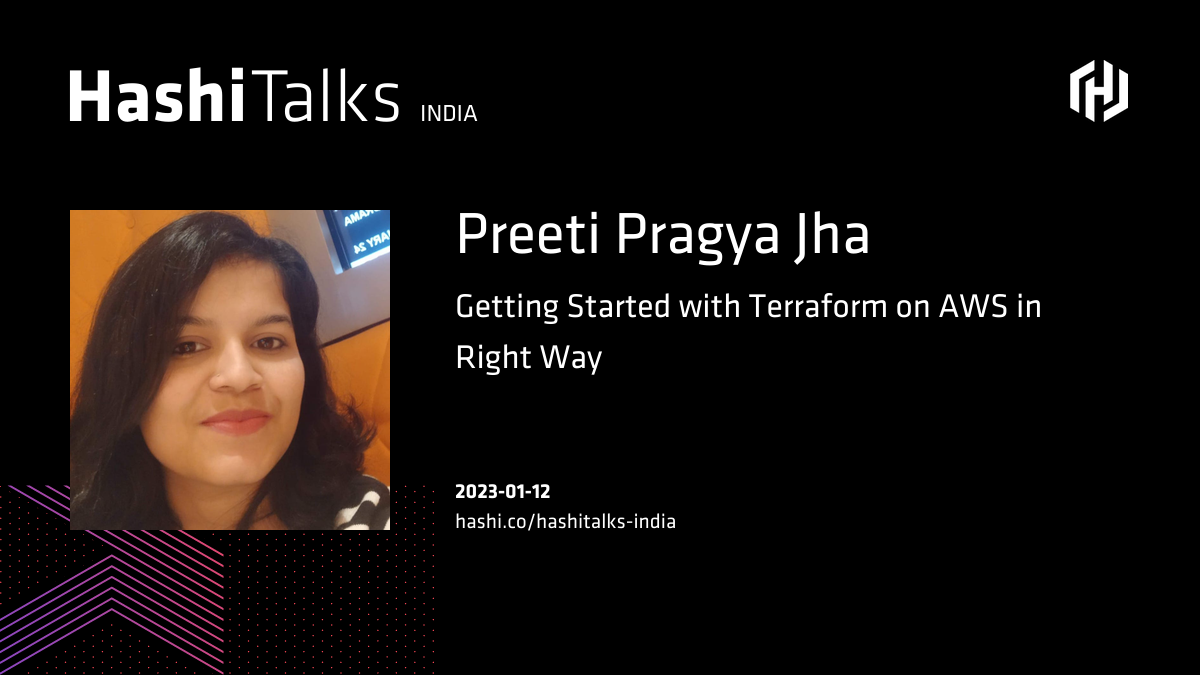 HashiTalks INDIA
Preeti Pragya Jha
Getting Started with Terraform on AWS in
Right Way
2023-01-12
hashi.co/hashitalks-india